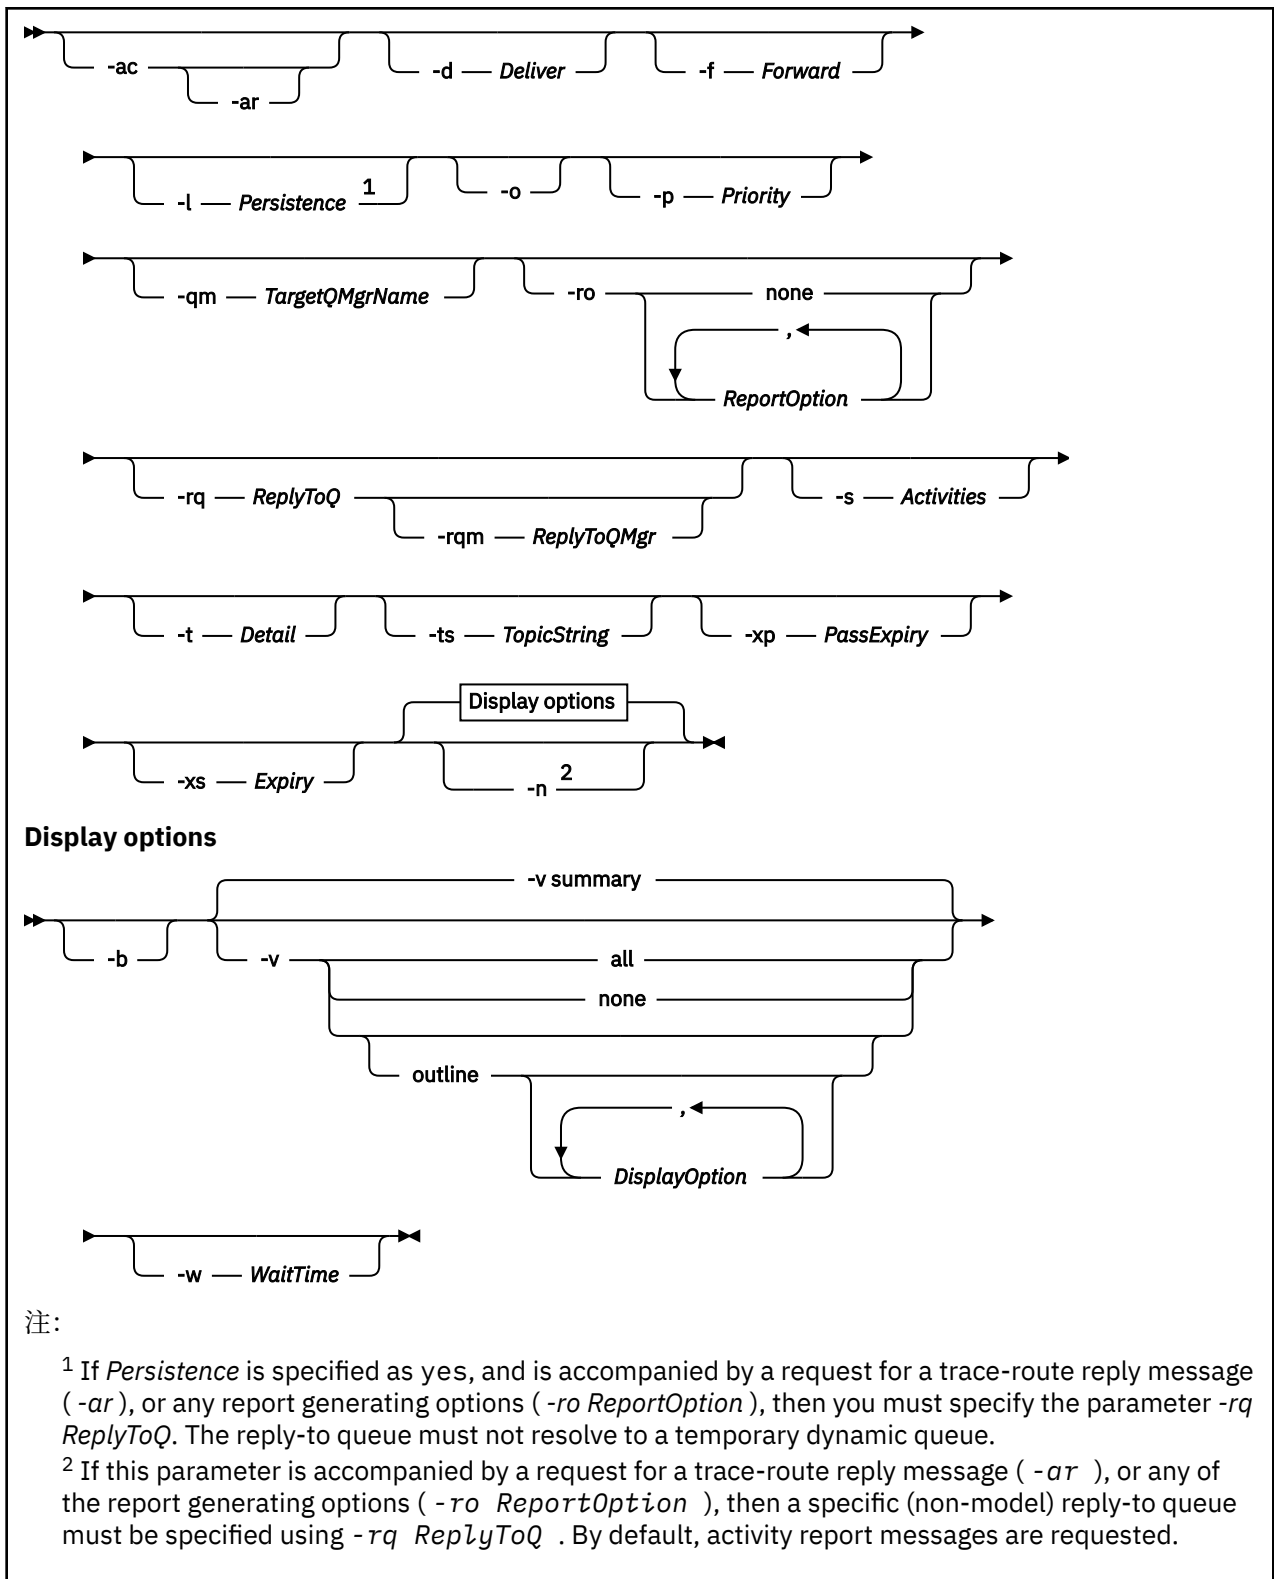 -ac -d Deliver -f Forward
-ar
-l Persistence 1 -o -p Priority
-qm TargetQMgrName -ro none
,
ReportOption
-rq ReplyToQ -s Activities
-rqm ReplyToQMgr
-t Detail -ts TopicString -xp PassExpiry
Display options
-xs Expiry -n 2
Display options
-v summary
-b -v all
none
outline
,
DisplayOption
-w WaitTime
注:
1 If Persistence is specified as yes, and is accompanied by a request for a trace-route reply message
( -ar ), or any report generating options ( -ro ReportOption ), then you must specify the parameter -rq
ReplyToQ. The reply-to queue must not resolve to a temporary dynamic queue.
2 If this parameter is accompanied by a request for a trace-route reply message ( -ar ), or any of
the report generating options ( -ro ReportOption ), then a specific (non-model) reply-to queue
must be specified using -rq ReplyToQ . By default, activity report messages are requested.